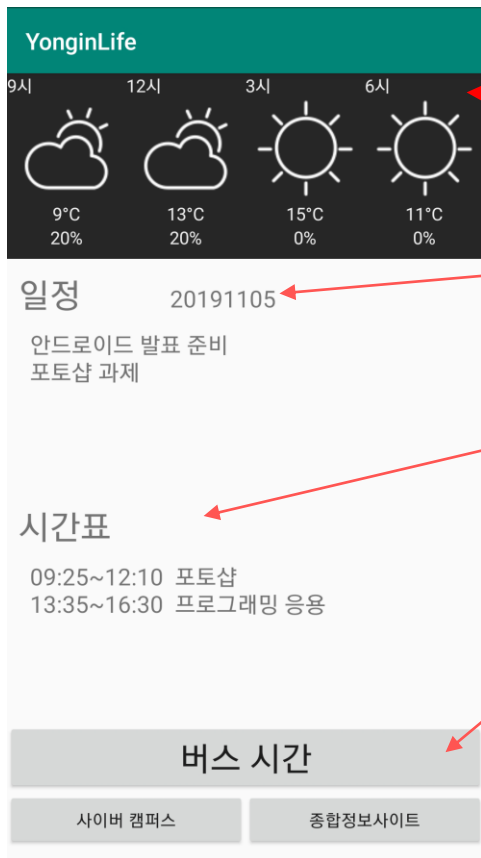 YonginLife
9시 12시 3시 6시
9°C 13°C 15°C 11°C
20% 20% 0% 0%
일정 20191105
안드로이드 발표 준비
포토샵 과제
시간표
09:25~12:10 포토샵
13:35~16:30 프로그래밍 응용
버스 시간
사이버 캠퍼스 종합정보사이트